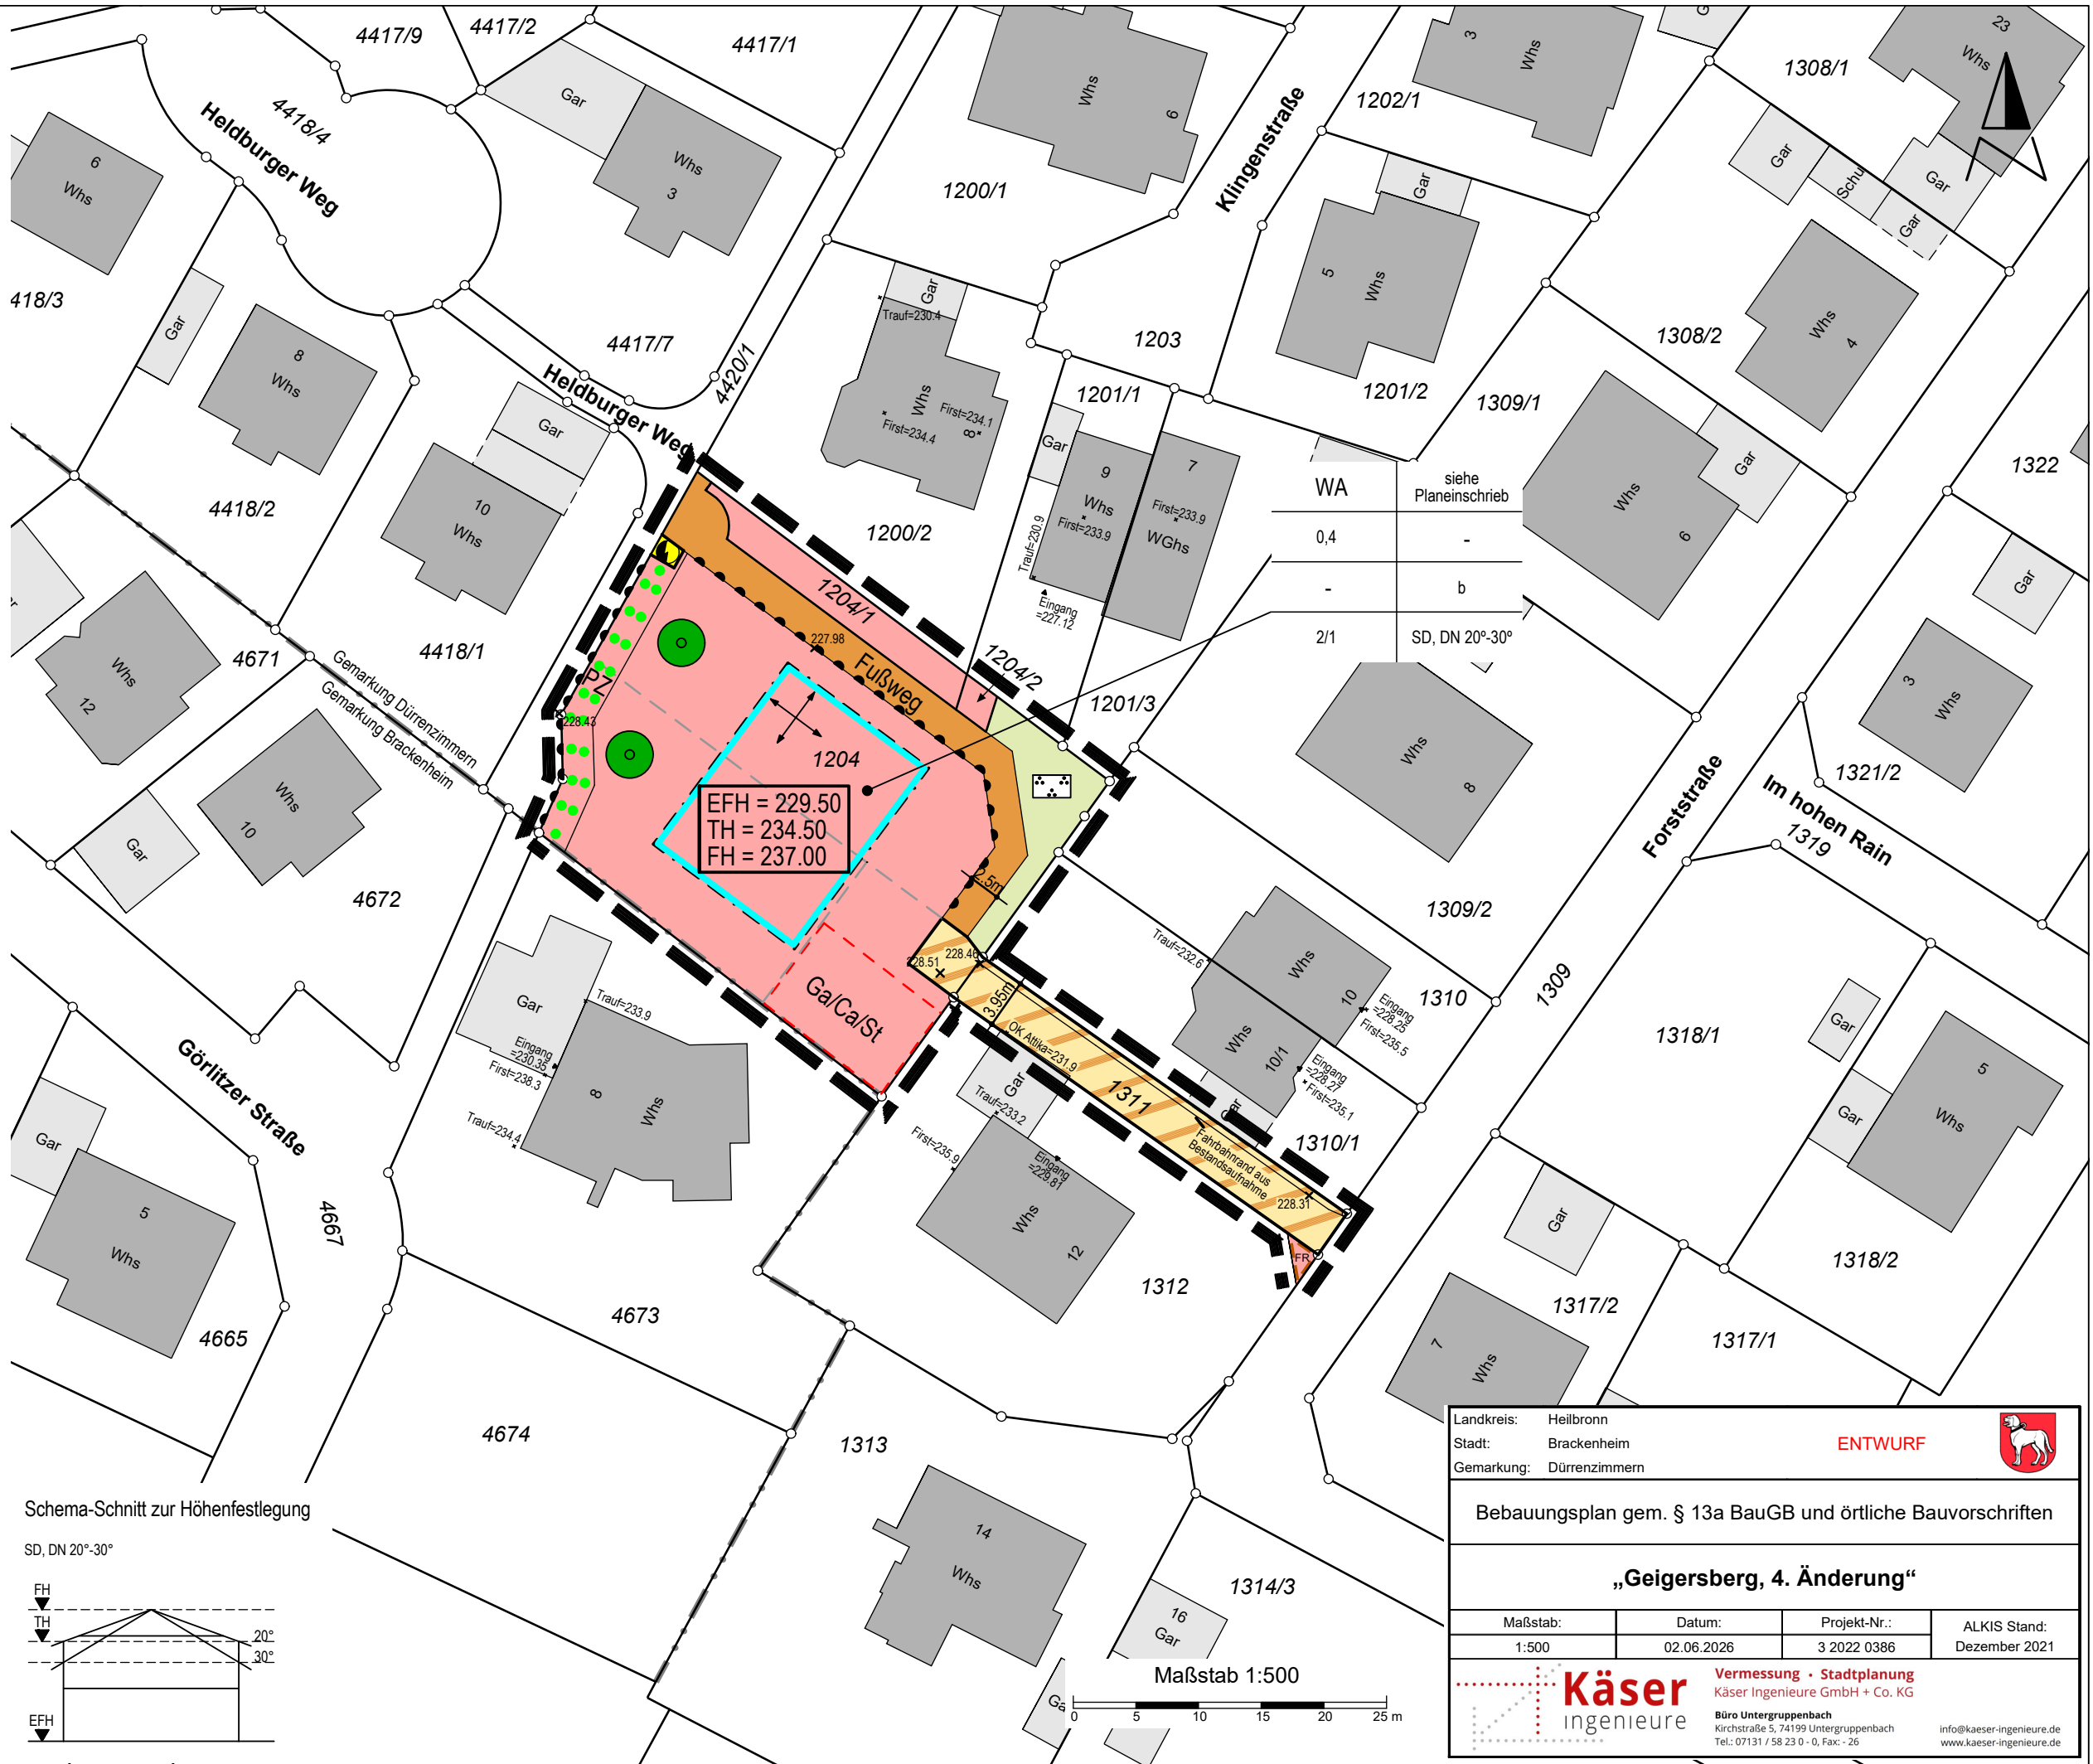 4417/9
4417/2
4417/1
4418/4
Heldburger Weg
Gar
Whs
3
6
Whs
Whs
6
1200/1
Klingenstraße
3
Whs
1202/1
1308/1
23
Whs
Gar
Schu
Gar
Gar
Gar
5
Whs
418/3
Gar
8
Whs
4417/7
4420/1
Heldburger Weg
Gar
Trauf=230.4
Whs
First=234.1
First=234.4
8
1203
1201/1
1201/2
1309/1
1308/2
Whs
4
Gar
10
Whs
4418/2
4418/1
1200/2
Gar
9
Whs
First=233.9
7
First=233.9
WGhs
Trauf=230.9
Eingang
=227.12
WA
siehe
Planeinschrieb
0,4
-
-
b
2/1
SD, DN 20°-30°
Whs
6
Gar
1322
Gar
3
Whs
Whs
12
4671
Gemarkung Dürrenzimmern
Gemarkung Brackenheim
1204/1
227.98
Fußweg
1204/2
1201/3
PZ
228.43
1204
EFH = 229.50
TH = 234.50
FH = 237.00
2.5m
Whs
8
Forststraße
Im hohen Rain
1321/2
1319
Whs
10
Gar
4672
1309/2
1310
1309
228.51
228.46
3.95m
Ga/Ca/St
Trauf=232.6
Whs
10
Eingang
=228.25
First=235.5
Whs
10/1
Eingang
=228.27
First=235.1
Gar
1310/1
OK Attika=231.9
1311
Fahrbahnrand aus
Bestandsaufnahme
228.31
FR
Gar
Trauf=233.9
Eingang
=230.35
First=238.3
Trauf=234.4
8
Whs
Gar
Trauf=233.2
First=235.9
Eingang
=229.81
Whs
12
1312
Görlitzer Straße
Gar
5
Whs
4667
4665
4673
4674
1313
1318/1
Gar
Gar
5
Whs
1318/2
Gar
1317/2
1317/1
7
Whs
14
Whs
1314/3
16
Gar
Schema-Schnitt zur Höhenfestlegung
SD, DN 20°-30°
FH
TH
20°
30°
EFH
Maßstab 1:500
0 5 10 15 20 25 m
Landkreis: Heilbronn
Stadt: Brackenheim
Gemarkung: Dürrenzimmern
ENTWURF
Bebauungsplan gem. § 13a BauGB und örtliche Bauvorschriften
„Geigersberg, 4. Änderung“
Maßstab: Datum: Projekt-Nr.: ALKIS Stand:
1:500 02.06.2026 3 2022 0386 Dezember 2021
Käser
ingenieure
Vermessung · Stadtplanung
Käser Ingenieure GmbH + Co. KG
Büro Untergruppenbach
Kirchstraße 5, 74199 Untergruppenbach
Tel.: 07131 / 58 23 0 - 0, Fax: - 26
info@kaeser-ingenieure.de
www.kaeser-ingenieure.de